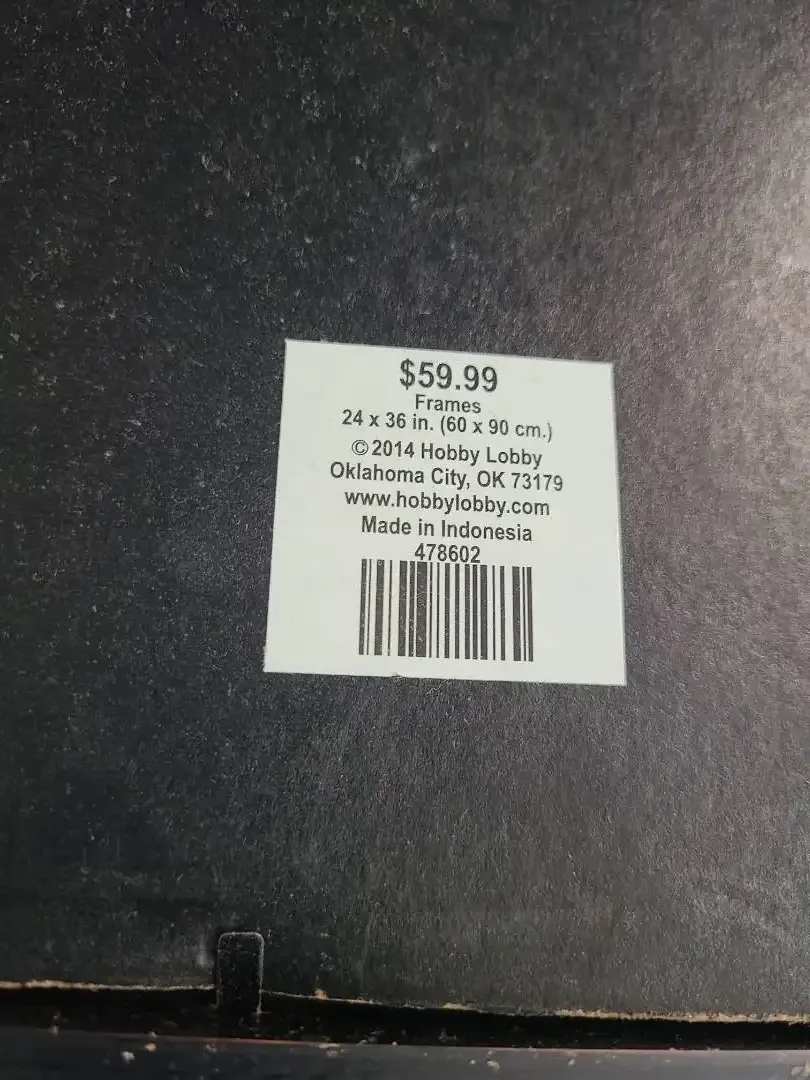 $59.99
Frames
24 x 36 in. (60 x 90 cm.)
©2014 Hobby Lobby
Oklahoma City, OK 73179
www.hobbylobby.com
Made in Indonesia
478602